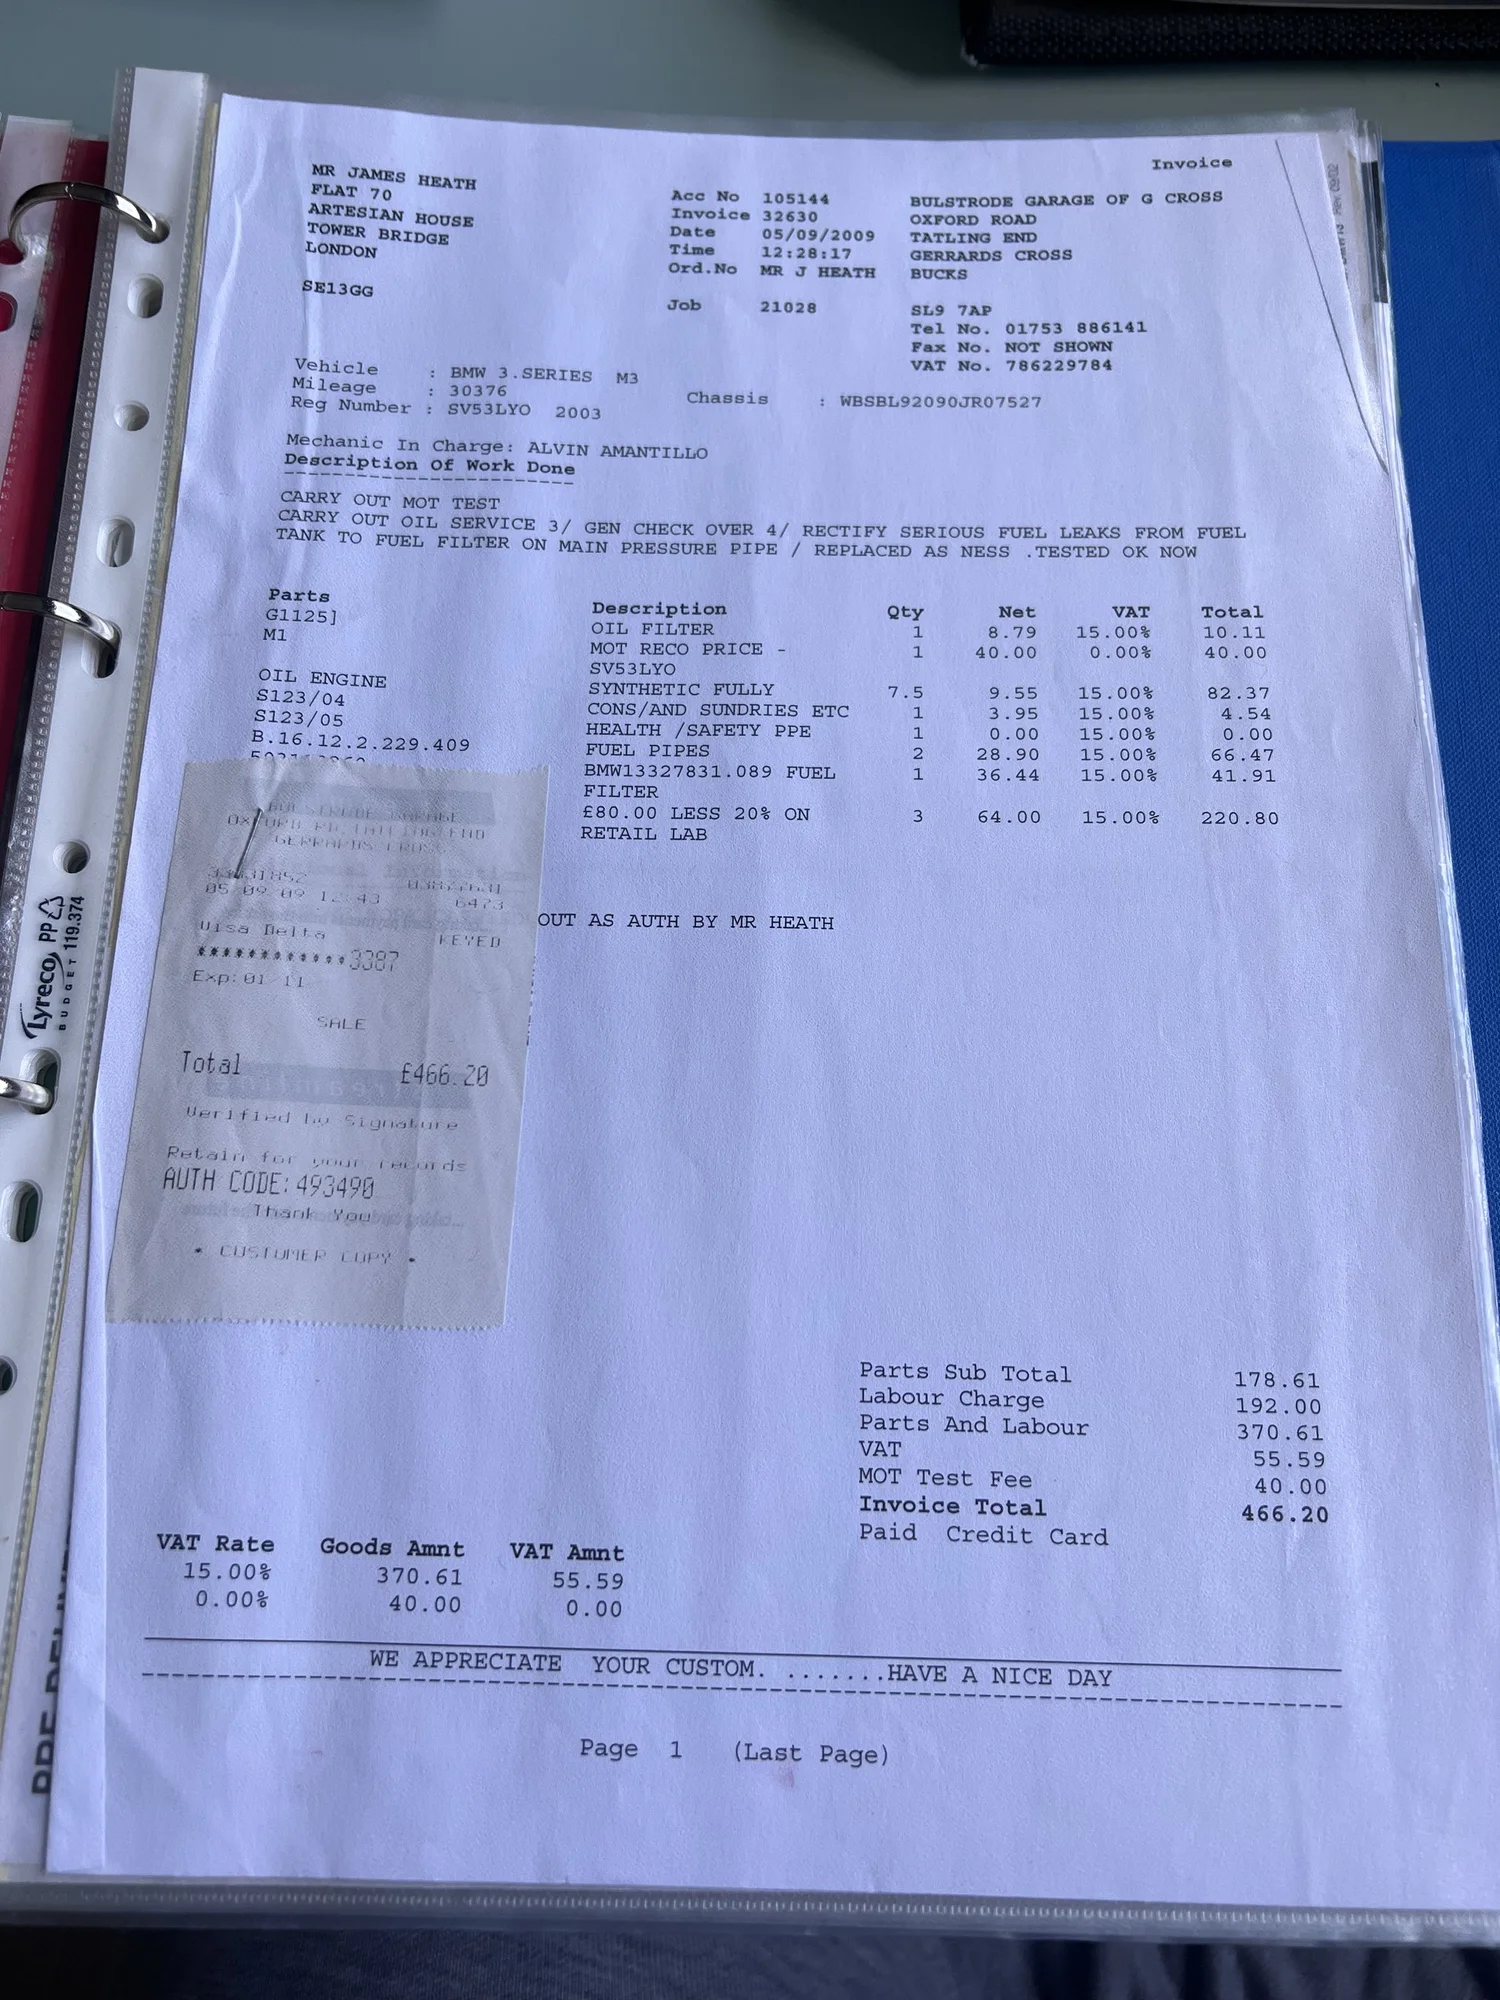 Invoice
MR JAMES HEATH
FLAT 70
ARTESIAN HOUSE
TOWER BRIDGE
LONDON
SE13GG
Acc No 105144
Invoice 32630
Date 05/09/2009
Time 12:28:17
Ord.No MR J HEATH
Job 21028
BULSTRODE GARAGE OF G CROSS
OXFORD ROAD
TATLING END
GERRARDS CROSS
BUCKS
SL9 7AP
Tel No. 01753 886141
Fax No. NOT SHOWN
VAT No. 786229784
Vehicle : BMW 3.SERIES M3
Mileage : 30376
Reg Number : SV53LYO 2003
Chassis : WBSBL92090JR07527
Mechanic In Charge: ALVIN AMANTILLO
Description Of Work Done
CARRY OUT MOT TEST
CARRY OUT OIL SERVICE 3/ GEN CHECK OVER 4/ RECTIFY SERIOUS FUEL LEAKS FROM FUEL
TANK TO FUEL FILTER ON MAIN PRESSURE PIPE / REPLACED AS NESS .TESTED OK NOW
Parts Description Qty Net VAT Total
G1125] OIL FILTER 1 8.79 15.00% 10.11
M1 MOT RECO PRICE - 1 40.00 0.00% 40.00
SV53LYO
OIL ENGINE SYNTHETIC FULLY 7.5 9.55 15.00% 82.37
S123/04 CONS/AND SUNDRIES ETC 1 3.95 15.00% 4.54
S123/05 HEALTH /SAFETY PPE 1 0.00 15.00% 0.00
B.16.12.2.229.409 FUEL PIPES 2 28.90 15.00% 66.47
BMW13327831.089 FUEL 1 36.44 15.00% 41.91
FILTER
£80.00 LESS 20% ON 3 64.00 15.00% 220.80
RETAIL LAB
OUT AS AUTH BY MR HEATH
BULSTRODE GARAGE
OXFORD RD, TATLING END
GERRARDS CROSS
05/09/09 12:43 6473
Visa Delta KEYED
************3387
Exp:01/11
SALE
Total £466.20
Verified by Signature
Retain for your records
AUTH CODE:493490
Thank You
* CUSTOMER COPY *
Parts Sub Total 178.61
Labour Charge 192.00
Parts And Labour 370.61
VAT 55.59
MOT Test Fee 40.00
Invoice Total 466.20
Paid Credit Card
VAT Rate Goods Amnt VAT Amnt
15.00% 370.61 55.59
0.00% 40.00 0.00
WE APPRECIATE YOUR CUSTOM. .......HAVE A NICE DAY
Page 1 (Last Page)
Lyreco PP
BUDGET 119.374